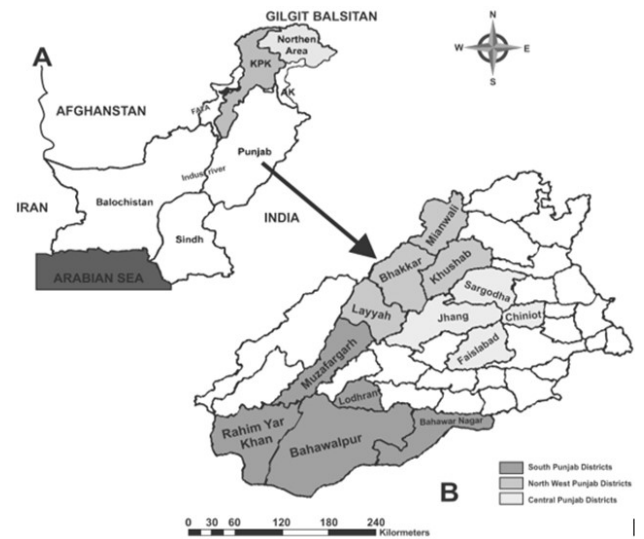 GILGIT BALSITAN
Northen
Area
A
KPK
N
W E
S
AK
FATA
AFGHANSTAN
Punjab
Indus river
IRAN
Balochistan
INDIA
Sindh
ARABIAN SEA
Mianwali
Bhakkar
Khushab
Sargodha
Layyah
Jhang
Chiniot
Faislabad
Muzafargarh
Lodhran
Rahim Yar
Khan
Bahawar Nagar
Bahawalpur
B
South Punjab Districts
North West Punjab Districts
Central Punjab Districts
0 30 60 120 180 240
Kilormeters